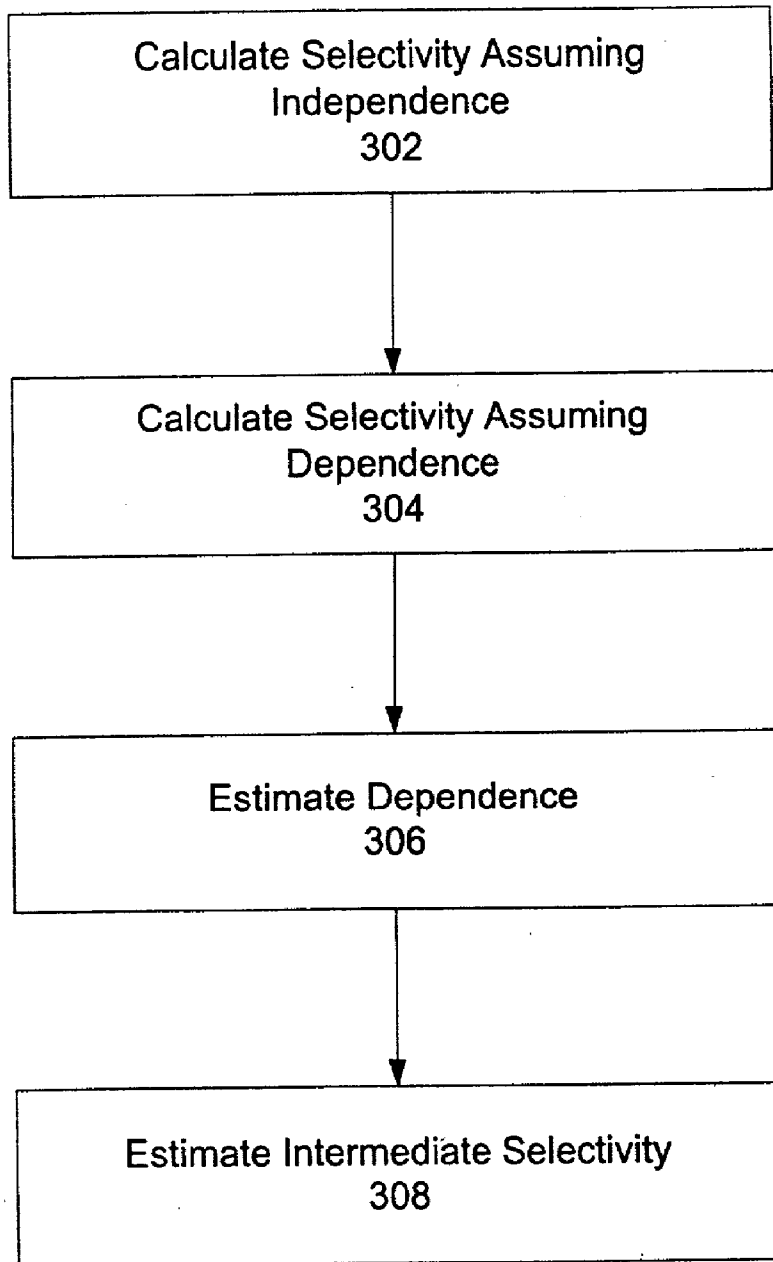 Calculate Selectivity Assuming
Independence
302
Calculate Selectivity Assuming
Dependence
304
Estimate Dependence
306
Estimate Intermediate Selectivity
308